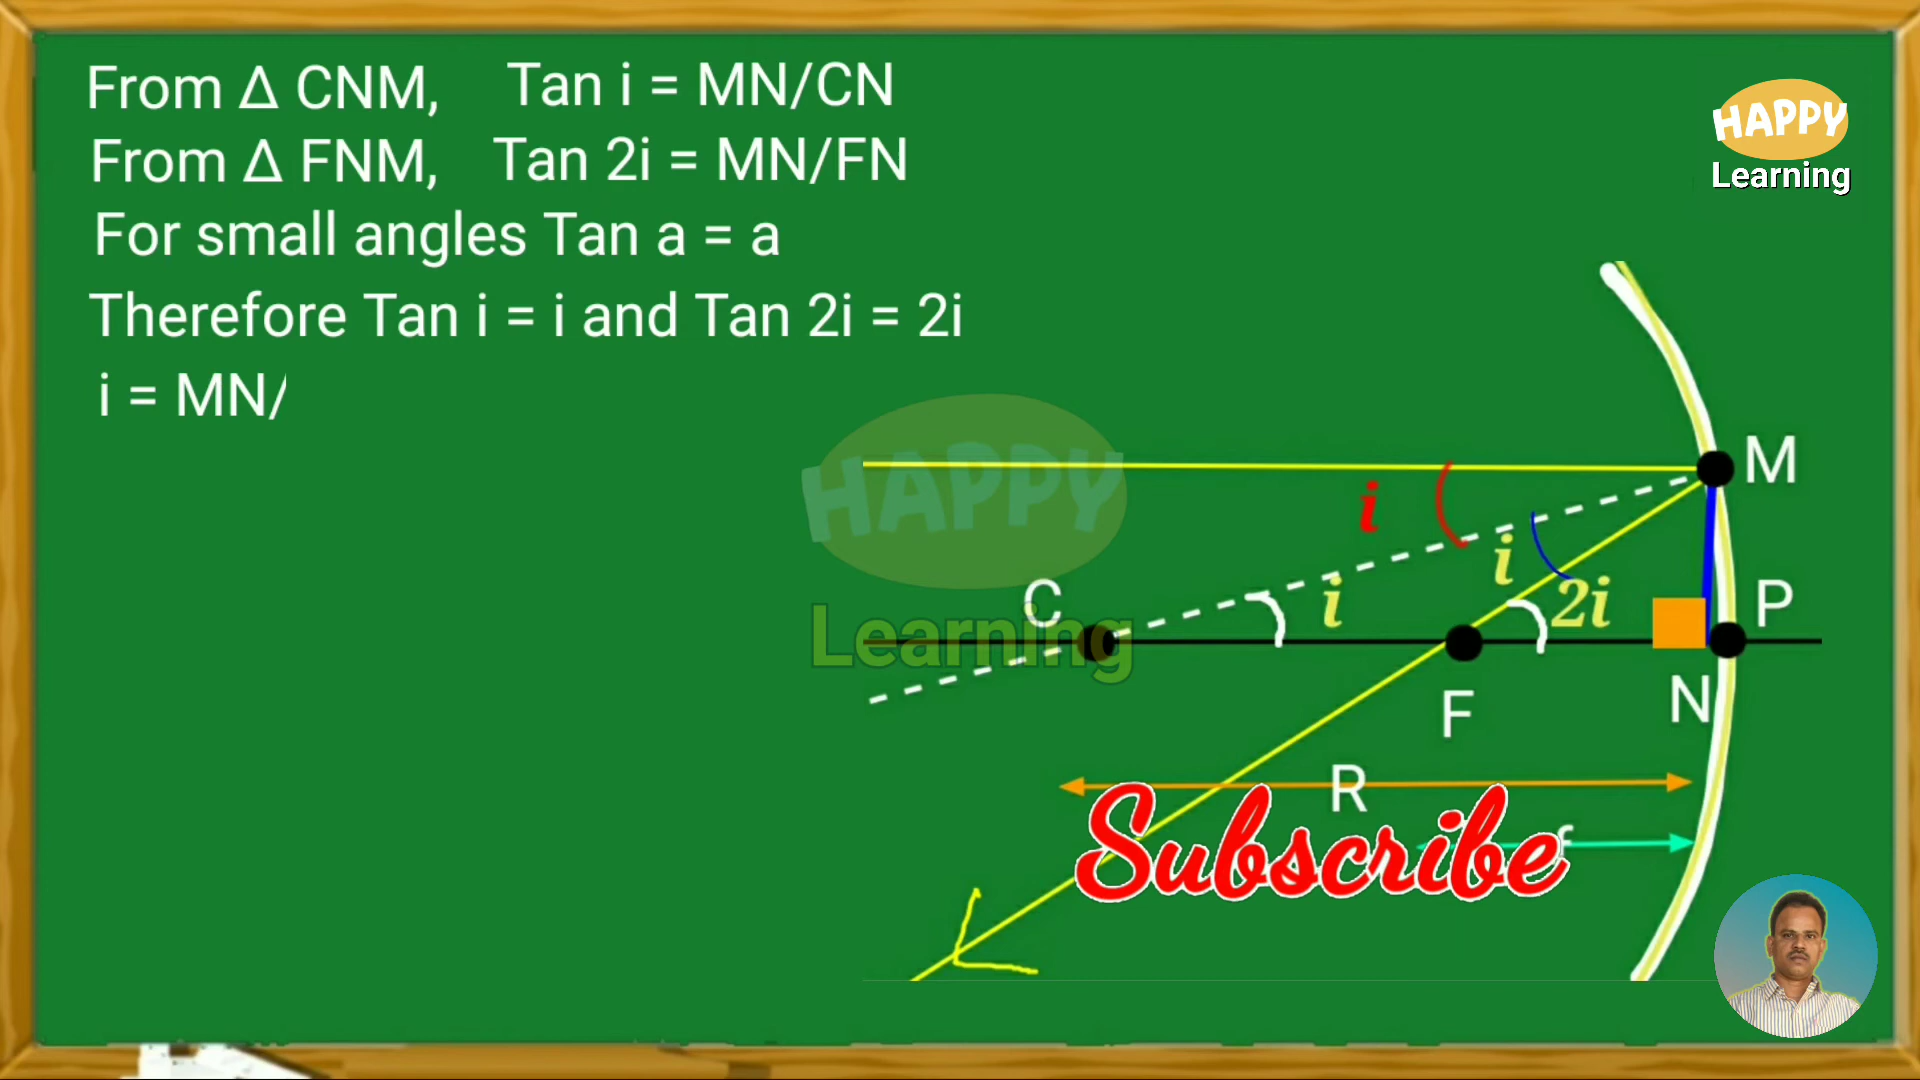 From Δ CNM, Tan i = MN/CN
From Δ FNM, Tan 2i = MN/FN
For small angles Tan a = a
Therefore Tan i = i and Tan 2i = 2i
i = MN/
HAPPY
Learning
HAPPY
Learning
M
i
i
C
i
2i
P
F
N
R
f
Subscribe